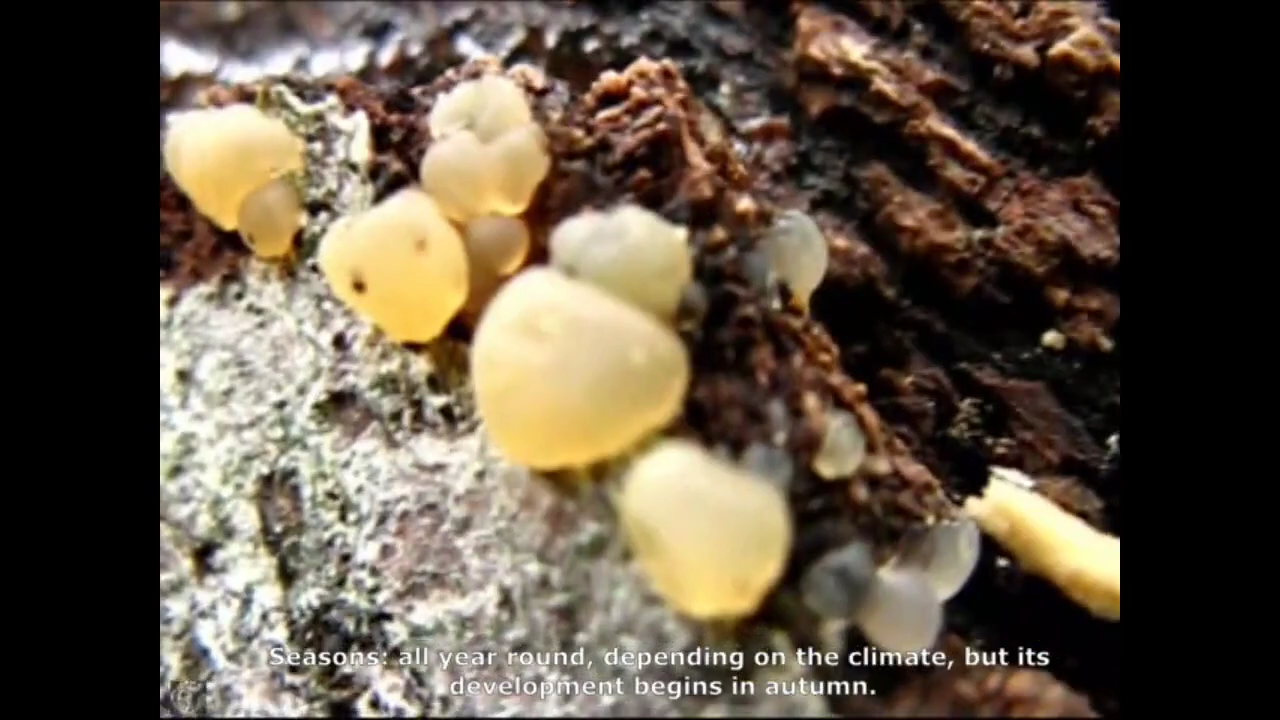 Seasons: all year round, depending on the climate, but its
development begins in autumn.